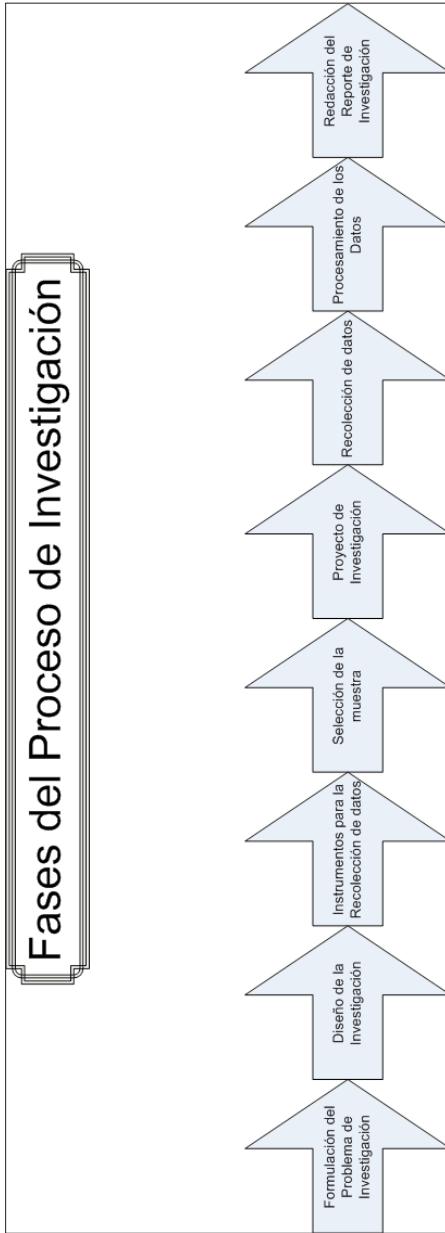 Fases del Proceso de Investigación
Formulación del
Problema de
Investigación
Diseño de la
Investigación
Instrumentos para la
Recolección de datos
Selección de la
muestra
Proyecto de
Investigación
Recolección de datos
Procesamiento de los
Datos
Redacción del
Reporte de
Investigación